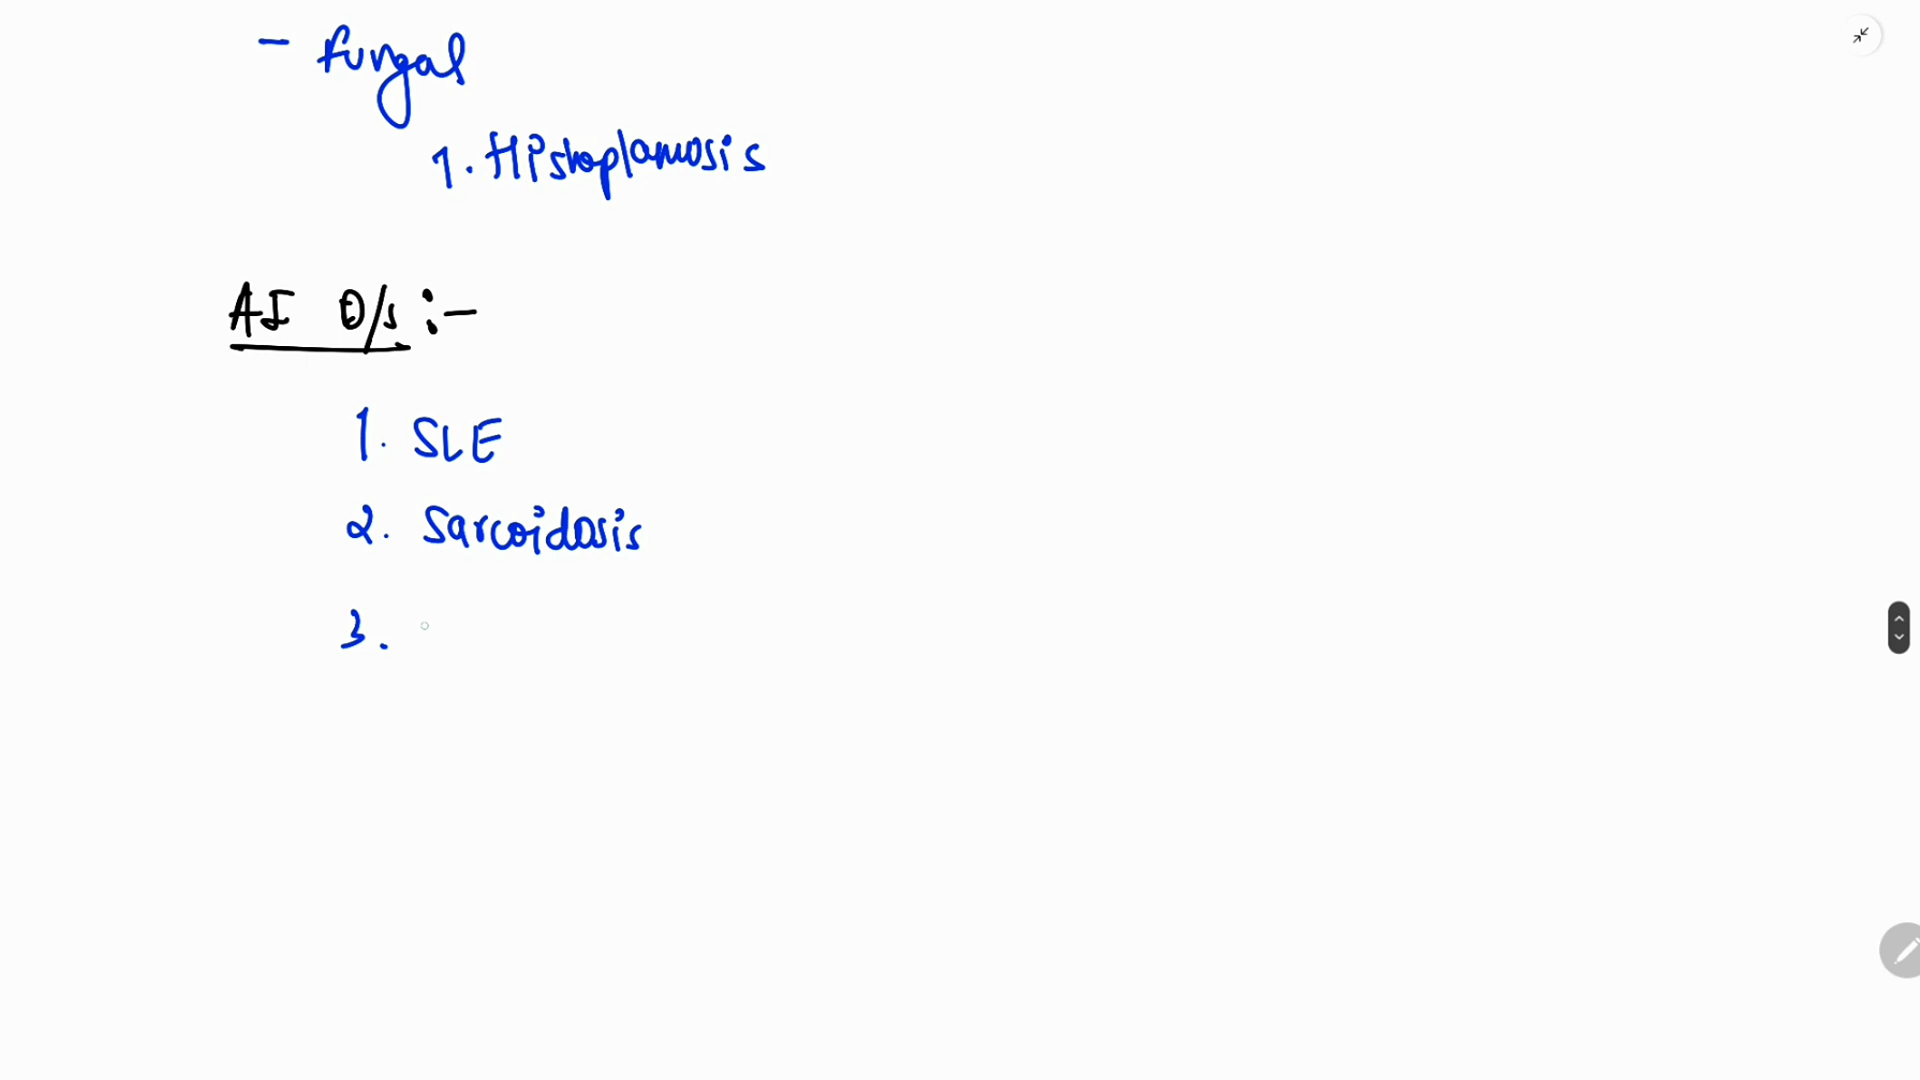 - fungal
1. Histoplamosis
AI D/s :-
1. SLE
2. Sarcoidosis
3.